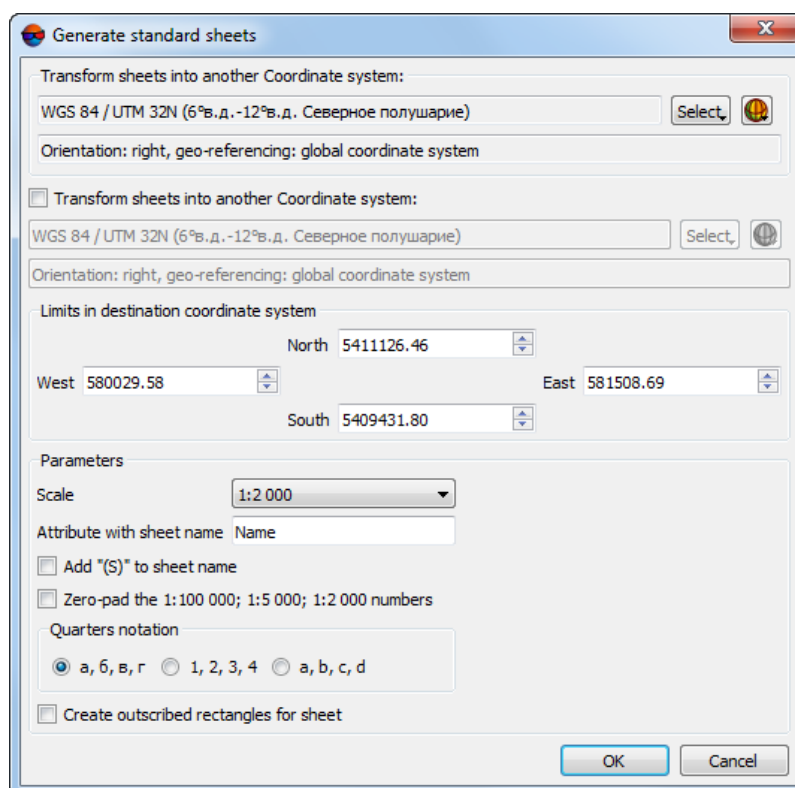 Generate standard sheets
Transform sheets into another Coordinate system:
WGS 84 / UTM 32N (6°в.д.-12°в.д. Северное полушарие)
Select
Orientation: right, geo-referencing: global coordinate system
Transform sheets into another Coordinate system:
WGS 84 / UTM 32N (6°в.д.-12°в.д. Северное полушарие)
Select
Orientation: right, geo-referencing: global coordinate system
Limits in destination coordinate system
North 5411126.46
West 580029.58 East 581508.69
South 5409431.80
Parameters
Scale 1:2 000
Attribute with sheet name Name
Add "(S)" to sheet name
Zero-pad the 1:100 000; 1:5 000; 1:2 000 numbers
Quarters notation
а, б, в, г 1, 2, 3, 4 a, b, c, d
Create outscribed rectangles for sheet
OK Cancel